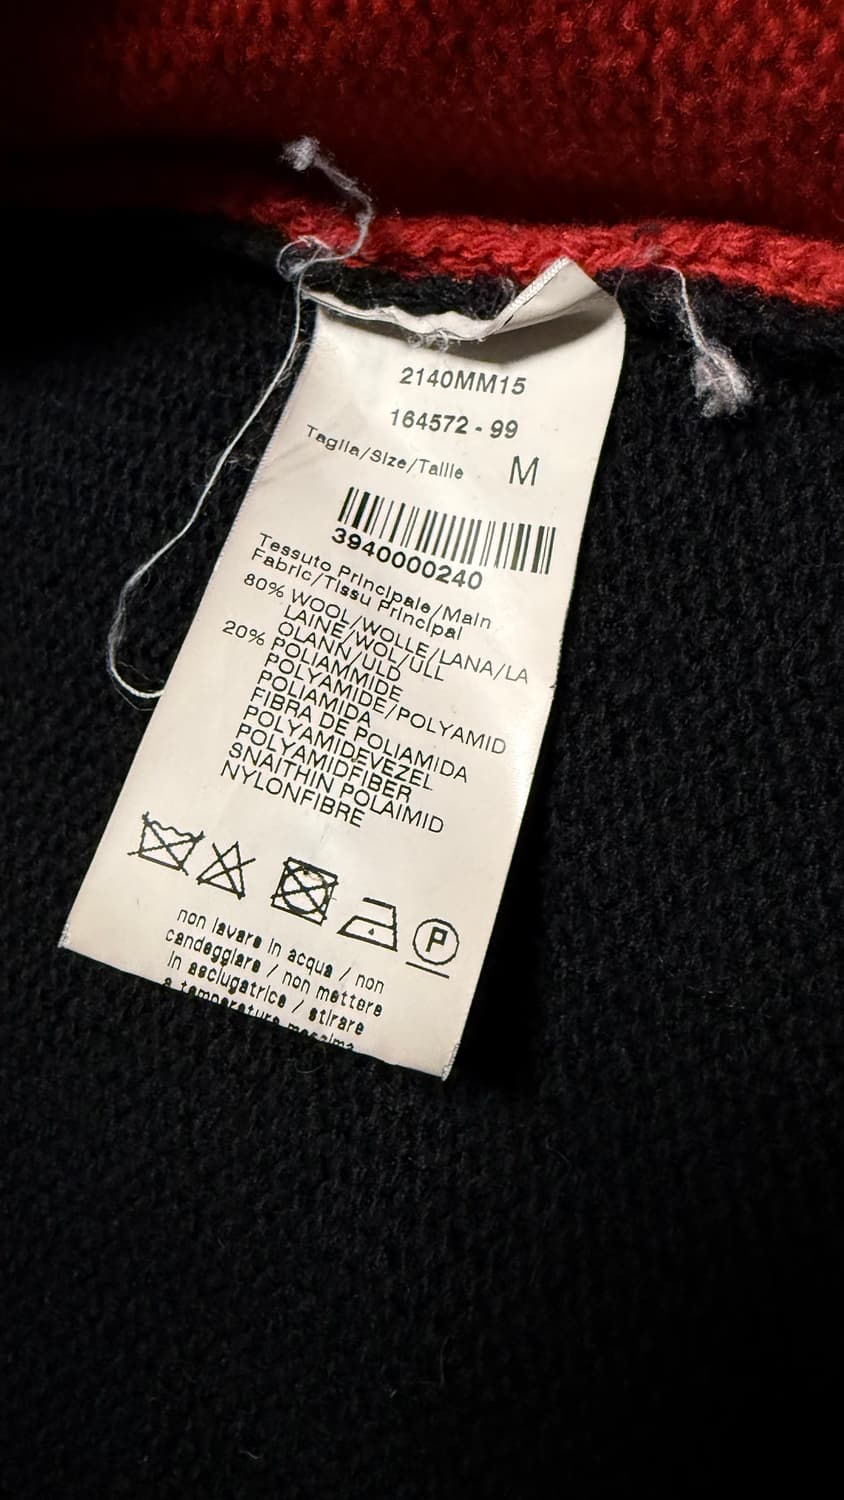 2140MM15
164572 - 99
Taglia/Size/Taille M
3940000240
Tessuto Principale/Main
Fabric/Tissu Principal
80% WOOL/WOLLE/LANA/LA
LAINE/WOL/ULL
OLANN/ULD
20% POLIAMMIDE
POLYAMIDE/POLYAMID
POLIAMIDA
FIBRA DE POLIAMIDA
POLYAMIDEVEZEL
POLYAMIDFIBER
SNAITHIN POLAIMID
NYLONFIBRE
P
non lavare in acqua / non
candeggiare / non mettere
in asciugatrice / stirare
a temperatura massima